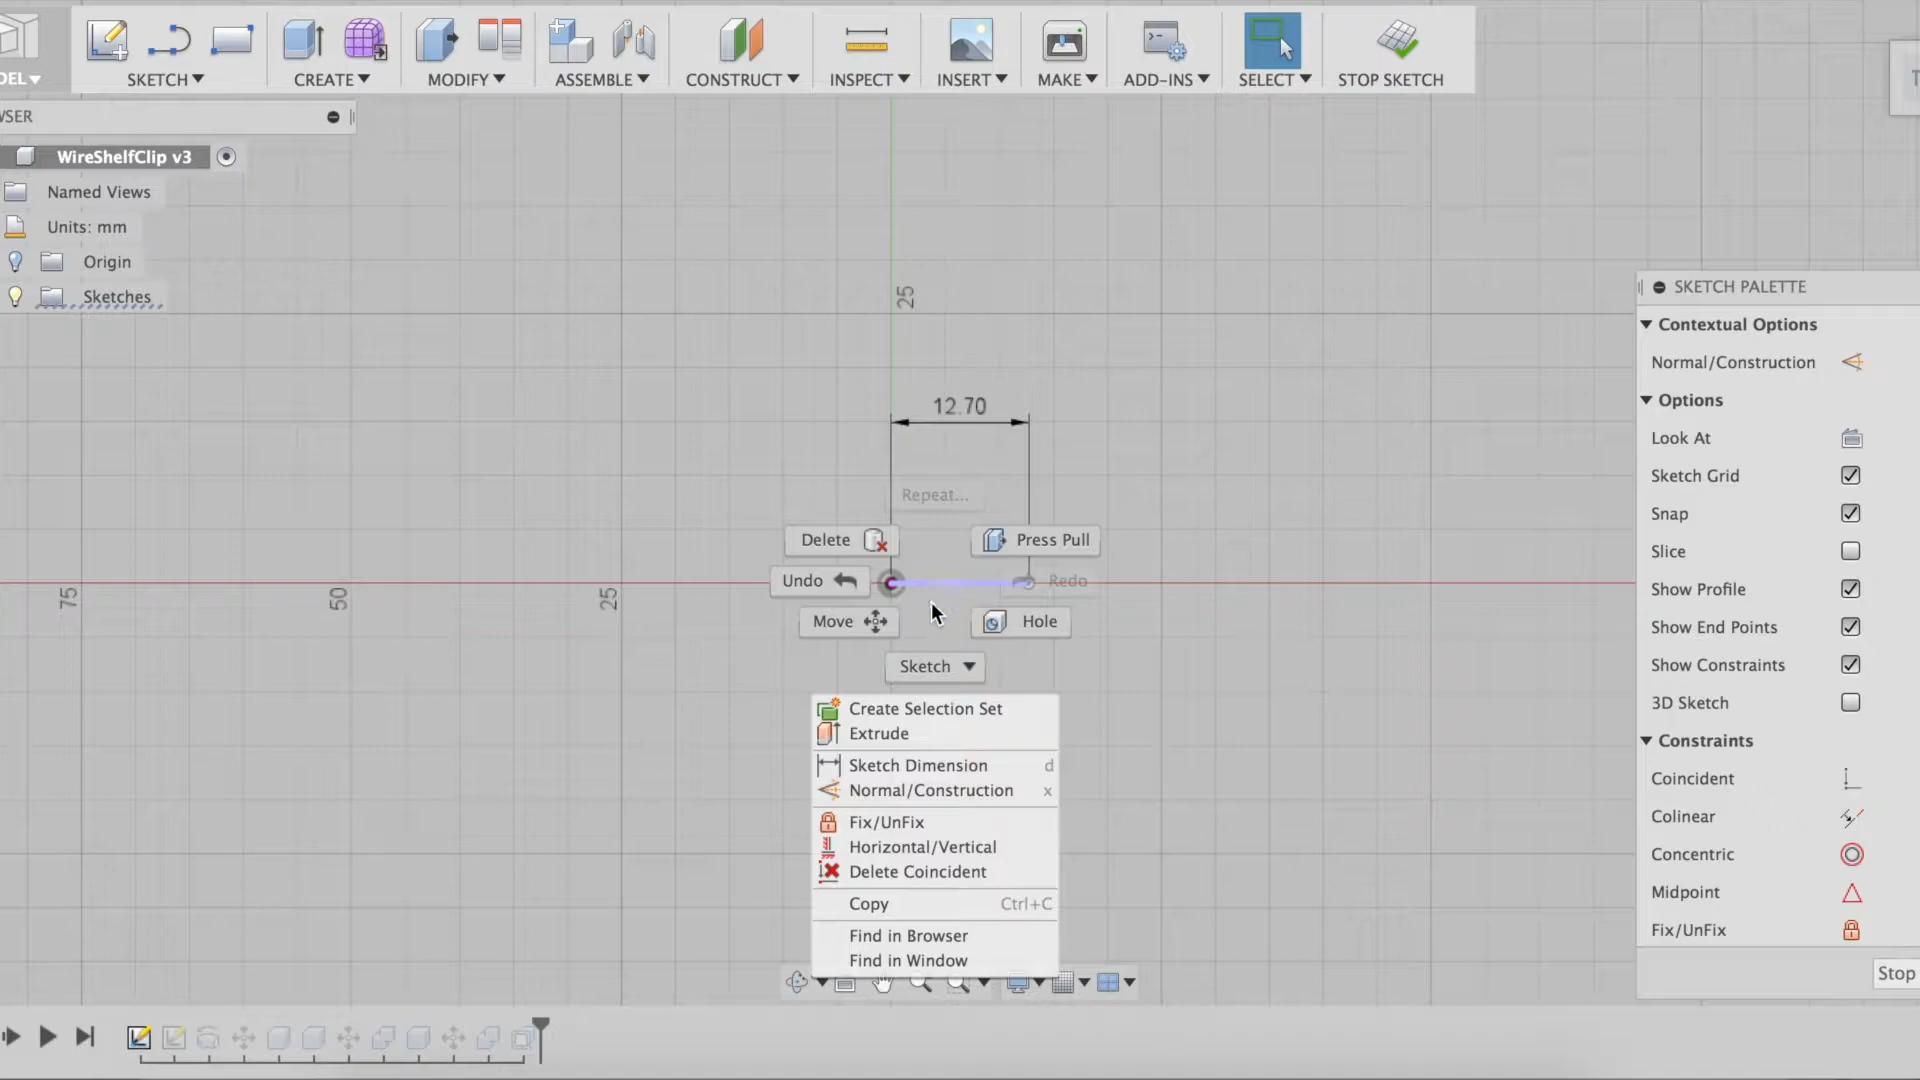 SKETCH
CREATE
MODIFY
ASSEMBLE
CONSTRUCT
INSPECT
INSERT
MAKE
ADD-INS
SELECT
STOP SKETCH
WireShelfClip v3
Named Views
Units: mm
Origin
Sketches
25
12.70
75
50
25
Repeat...
Delete
Press Pull
Undo
Redo
Move
Hole
Sketch
Create Selection Set
Extrude
Sketch Dimension d
Normal/Construction x
Fix/UnFix
Horizontal/Vertical
Delete Coincident
Copy Ctrl+C
Find in Browser
Find in Window
SKETCH PALETTE
Contextual Options
Normal/Construction
Options
Look At
Sketch Grid
Snap
Slice
Show Profile
Show End Points
Show Constraints
3D Sketch
Constraints
Coincident
Colinear
Concentric
Midpoint
Fix/UnFix
Stop